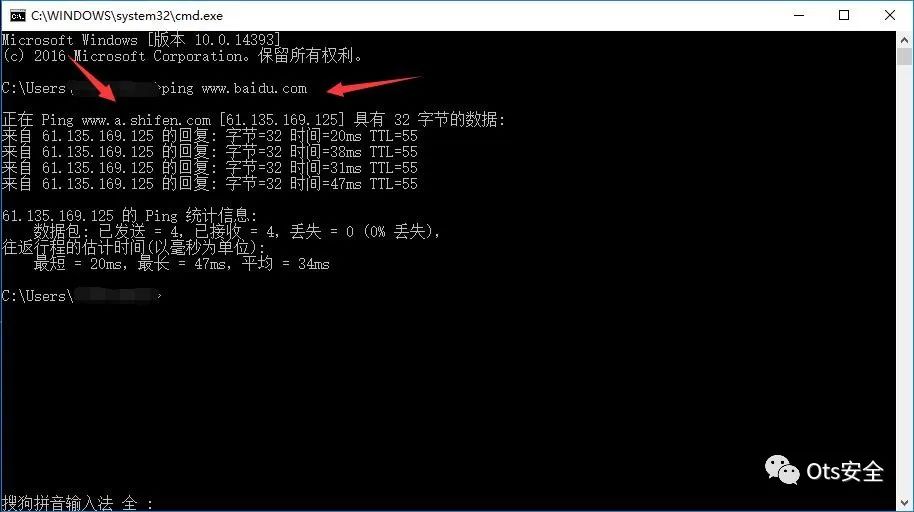 C:\WINDOWS\system32\cmd.exe
Microsoft Windows [版本 10.0.14393]
(c) 2016 Microsoft Corporation。保留所有权利。
C:\Users\ >ping www.baidu.com
正在 Ping www.a.shifen.com [61.135.169.125] 具有 32 字节的数据:
来自 61.135.169.125 的回复: 字节=32 时间=20ms TTL=55
来自 61.135.169.125 的回复: 字节=32 时间=38ms TTL=55
来自 61.135.169.125 的回复: 字节=32 时间=31ms TTL=55
来自 61.135.169.125 的回复: 字节=32 时间=47ms TTL=55
61.135.169.125 的 Ping 统计信息:
数据包: 已发送 = 4，已接收 = 4，丢失 = 0 (0% 丢失)，
往返行程的估计时间(以毫秒为单位):
最短 = 20ms，最长 = 47ms，平均 = 34ms
C:\Users\ >
Ots安全
搜狗拼音输入法 全 :